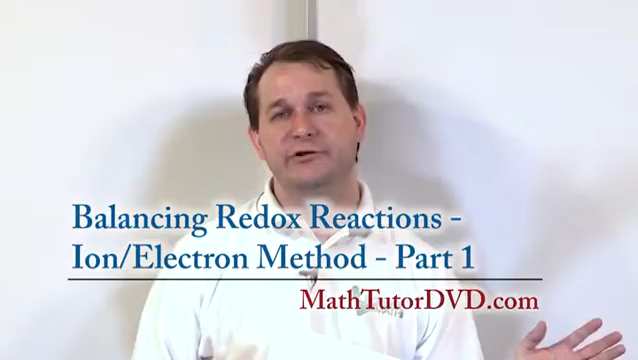 Balancing Redox Reactions -
Ion/Electron Method - Part 1
MathTutorDVD.com